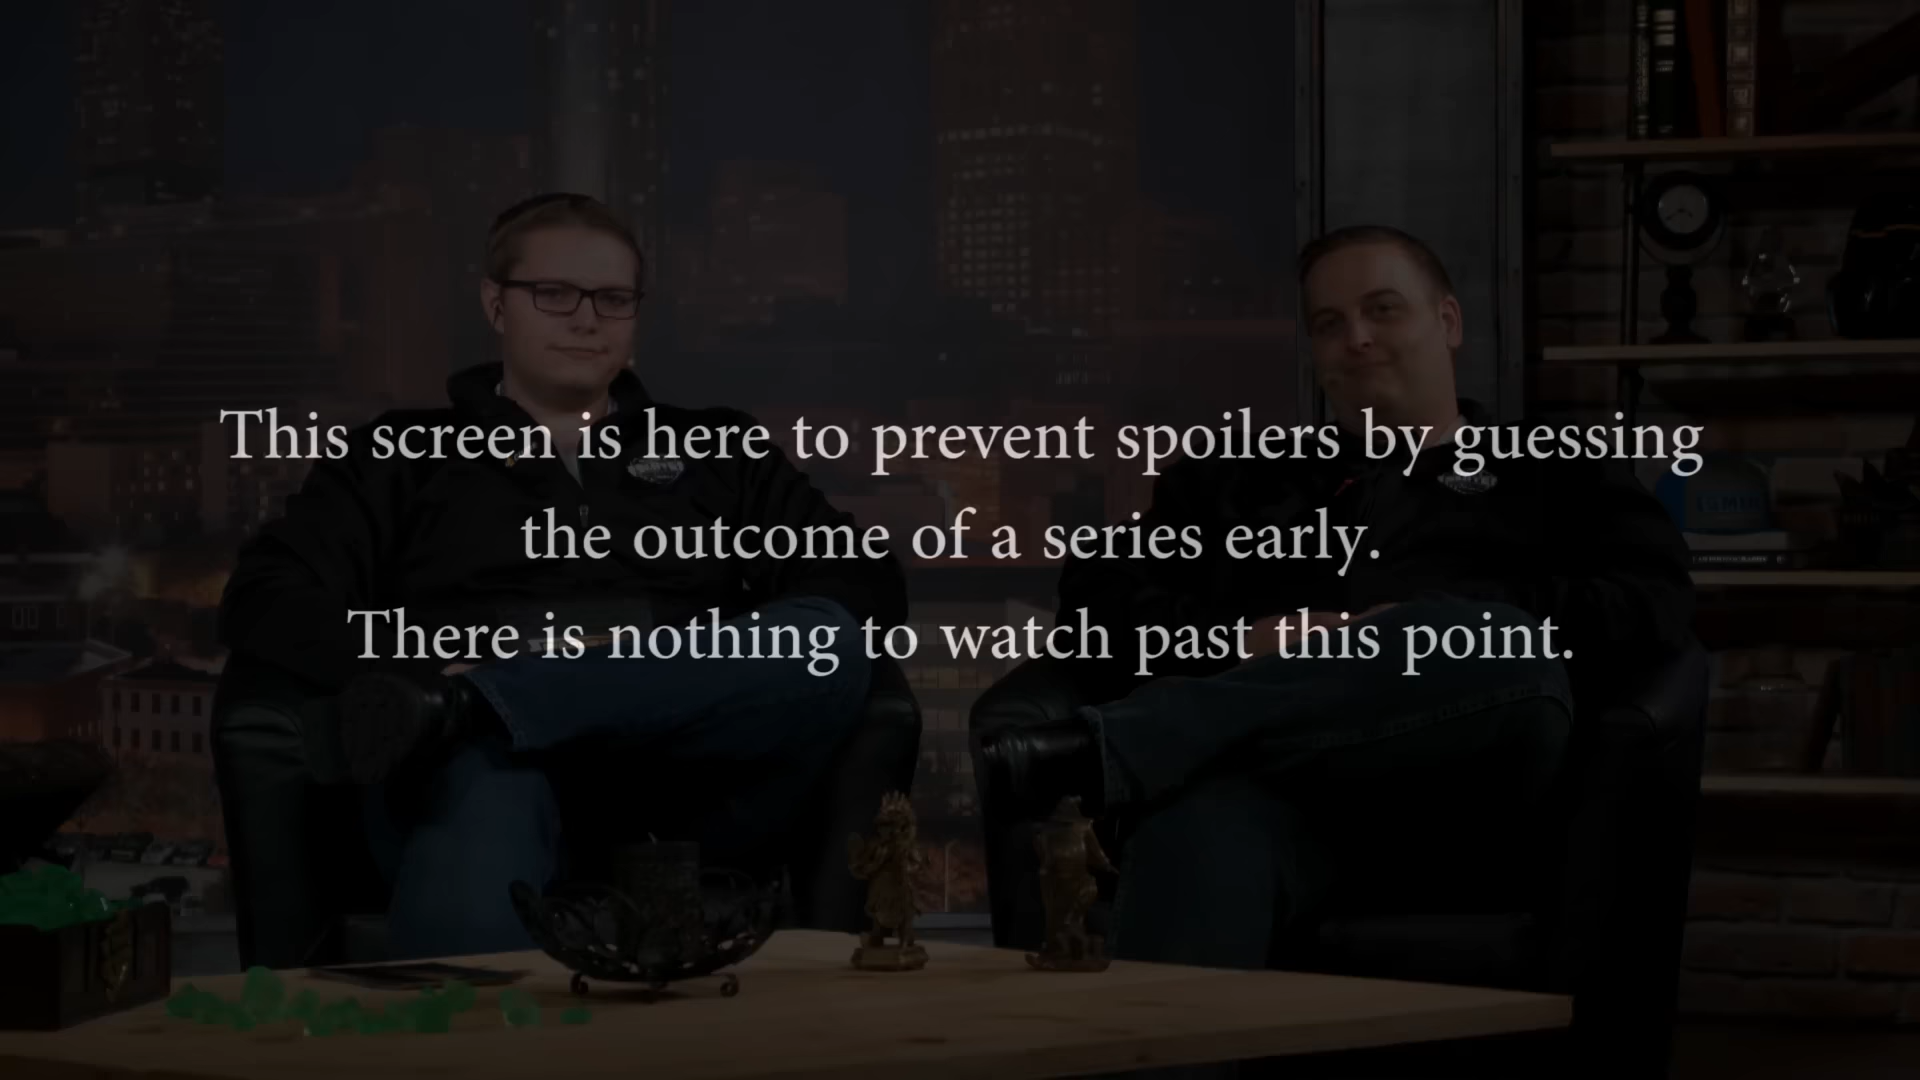 This screen is here to prevent spoilers by guessing
the outcome of a series early.
There is nothing to watch past this point.